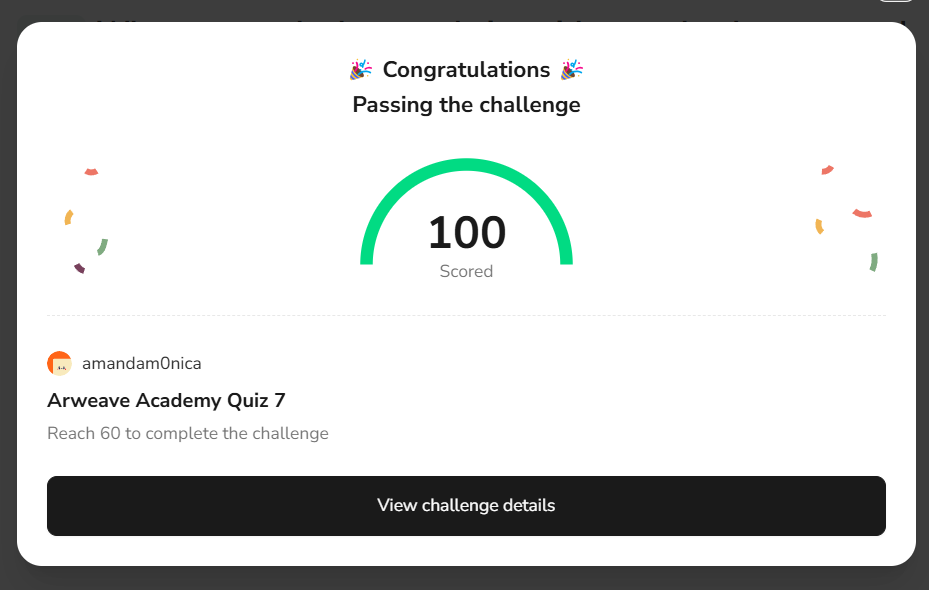 🎉 Congratulations 🎉
Passing the challenge
100
Scored
amandam0nica
Arweave Academy Quiz 7
Reach 60 to complete the challenge
View challenge details